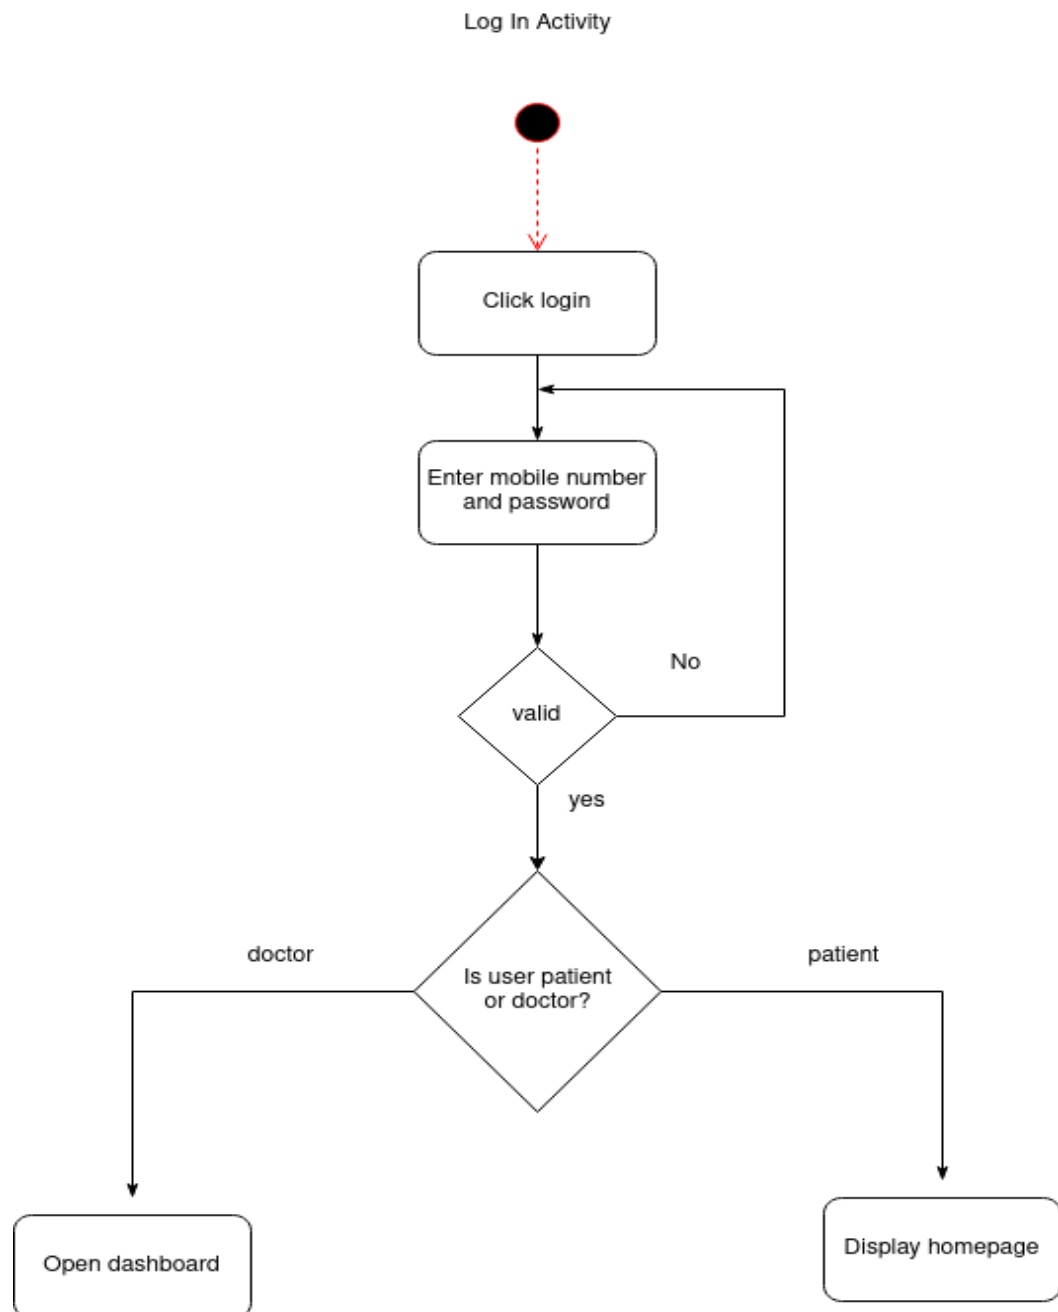 Log In Activity
Click login
Enter mobile number
and password
No
valid
yes
doctor
patient
Is user patient
or doctor?
Open dashboard
Display homepage